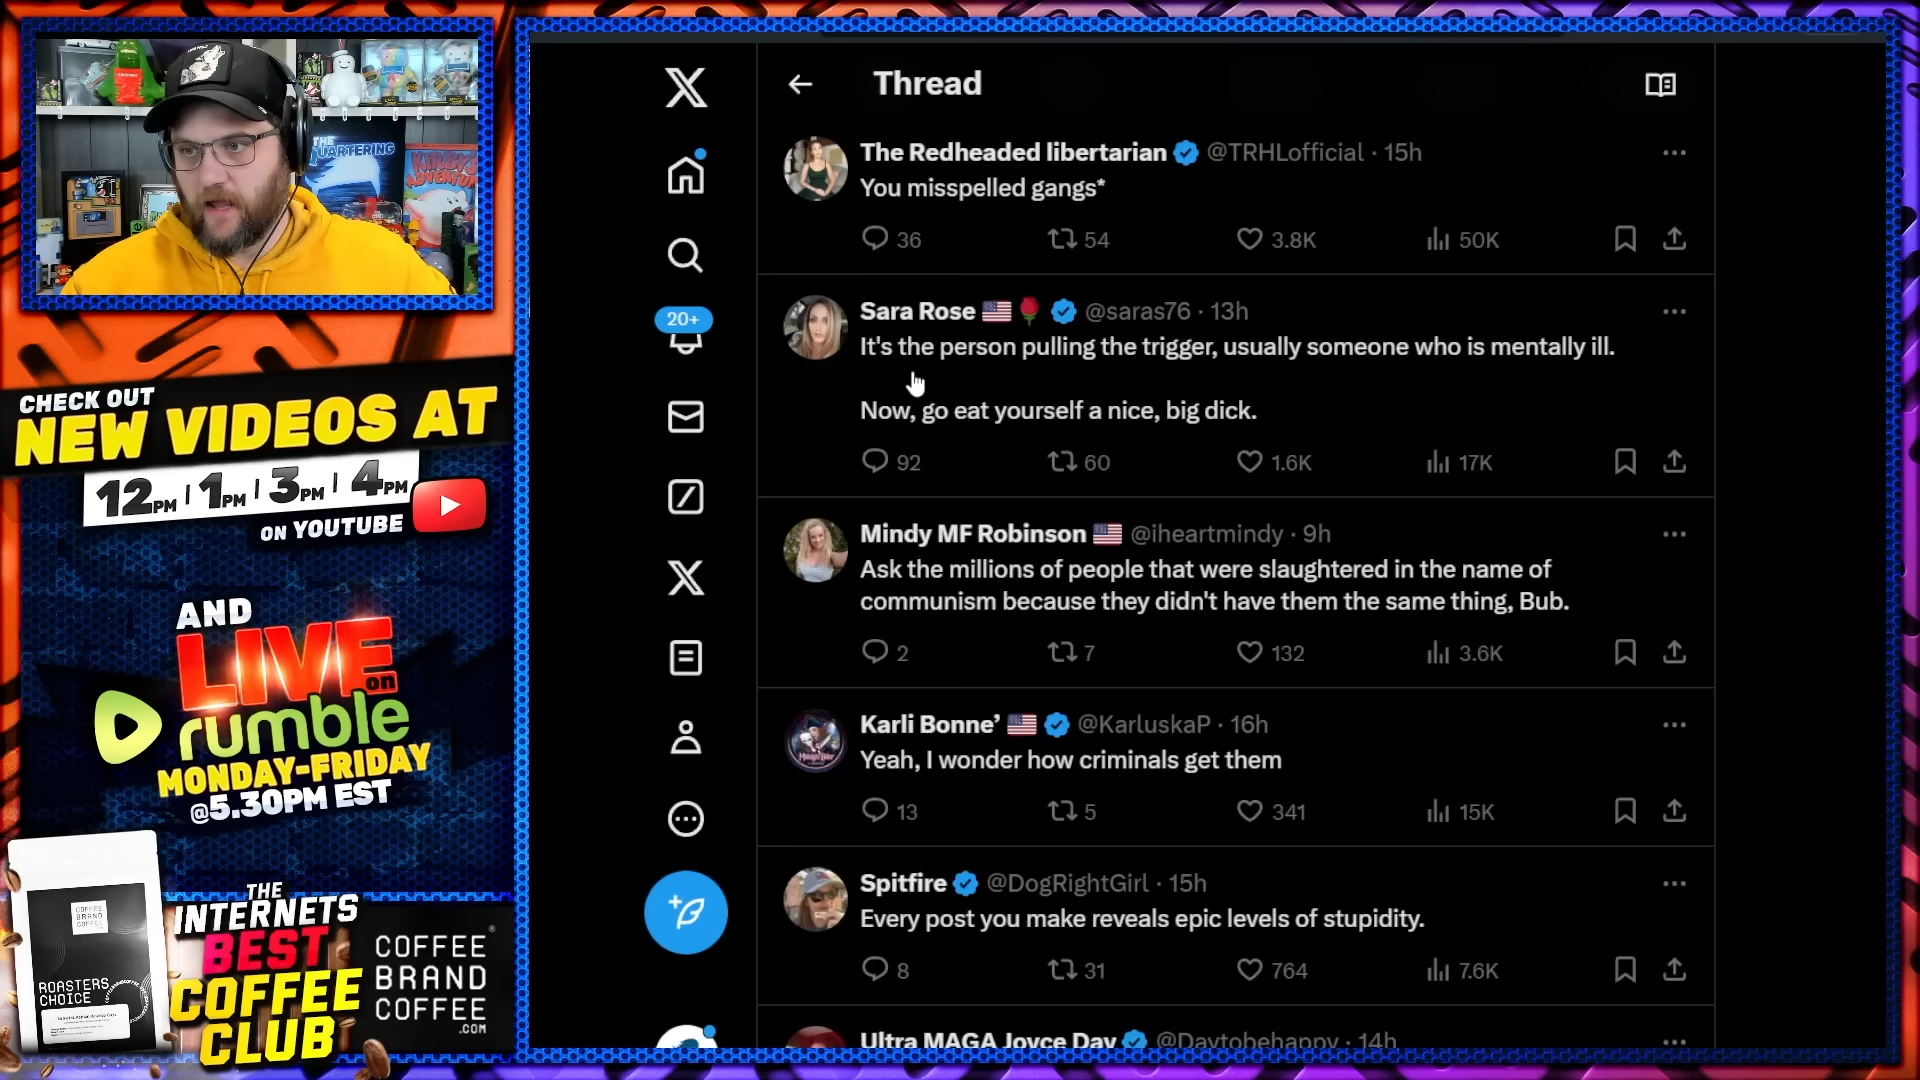 THE
QUARTERING
KIRBY'S
ADVENTURE
CHECK OUT
NEW VIDEOS AT
12PM | 1PM | 3PM | 4PM
ON YOUTUBE
AND
LIVE
on
rumble
MONDAY-FRIDAY
@5.30PM EST
THE
INTERNETS
BEST
COFFEE
CLUB
COFFEE
BRAND
COFFEE
.COM
COFFEE
BRAND
COFFEE
ROASTERS
CHOICE
20+
Thread
The Redheaded libertarian @TRHLofficial · 15h
You misspelled gangs*
36 54 3.8K 50K
Sara Rose 🇺🇸🌹 @saras76 · 13h
It's the person pulling the trigger, usually someone who is mentally ill.
Now, go eat yourself a nice, big dick.
92 60 1.6K 17K
Mindy MF Robinson 🇺🇸 @iheartmindy · 9h
Ask the millions of people that were slaughtered in the name of
communism because they didn't have them the same thing, Bub.
2 7 132 3.6K
Karli Bonne’ 🇺🇸 @KarluskaP · 16h
Yeah, I wonder how criminals get them
13 5 341 15K
Spitfire @DogRightGirl · 15h
Every post you make reveals epic levels of stupidity.
8 31 764 7.6K
Ultra MAGA Joyce Day @Daytobehappy · 14h